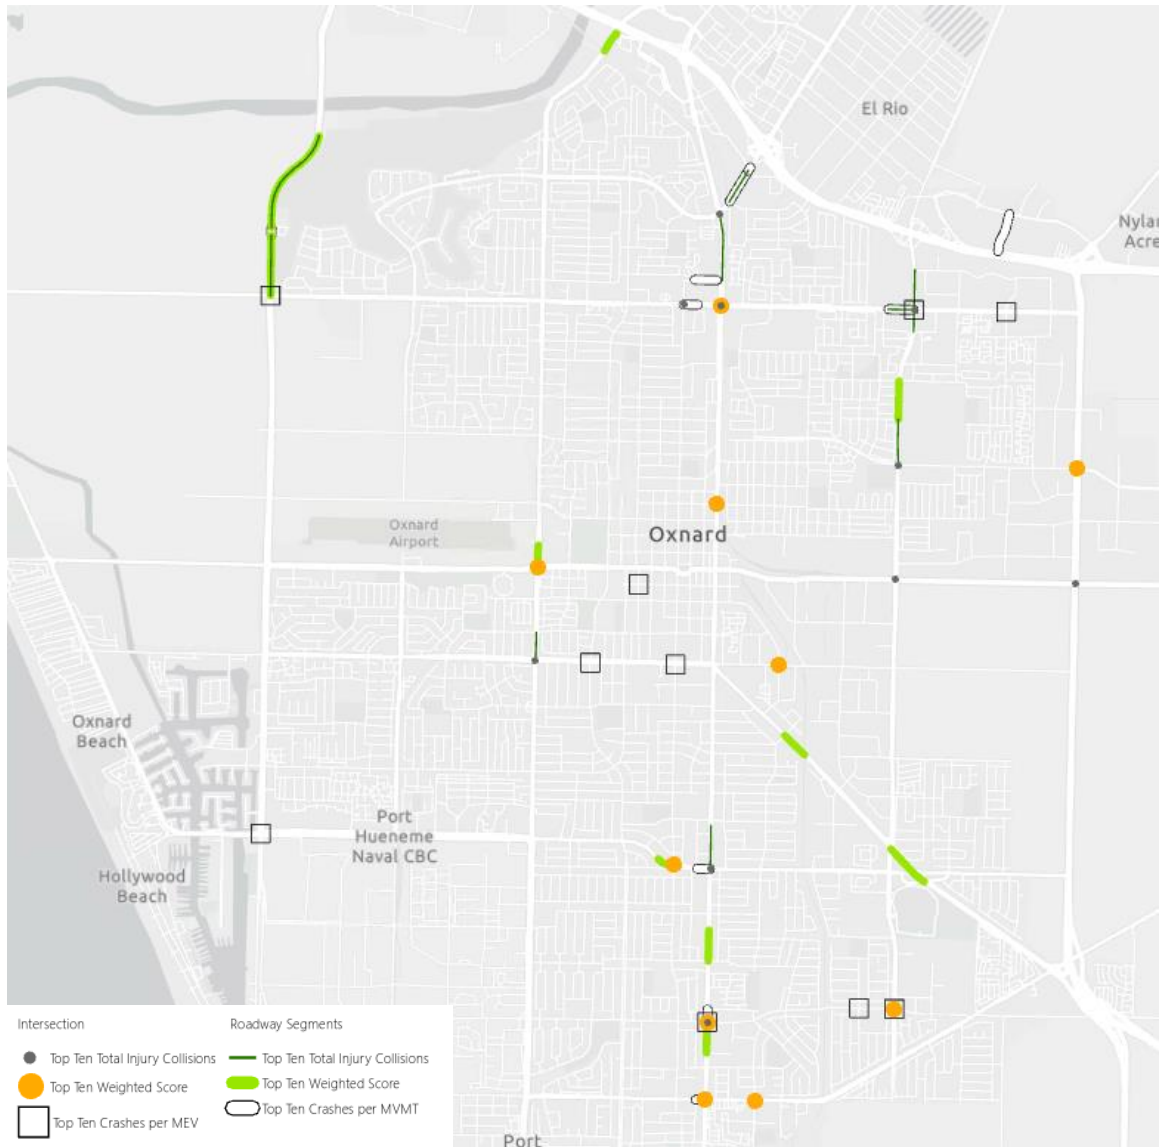 El Rio
Nylan
Acre
Oxnard
Airport
Oxnard
Oxnard
Beach
Port
Hueneme
Naval CBC
Hollywood
Beach
Port
Intersection
Top Ten Total Injury Collisions
Top Ten Weighted Score
Top Ten Crashes per MEV
Roadway Segments
Top Ten Total Injury Collisions
Top Ten Weighted Score
Top Ten Crashes per MVMT